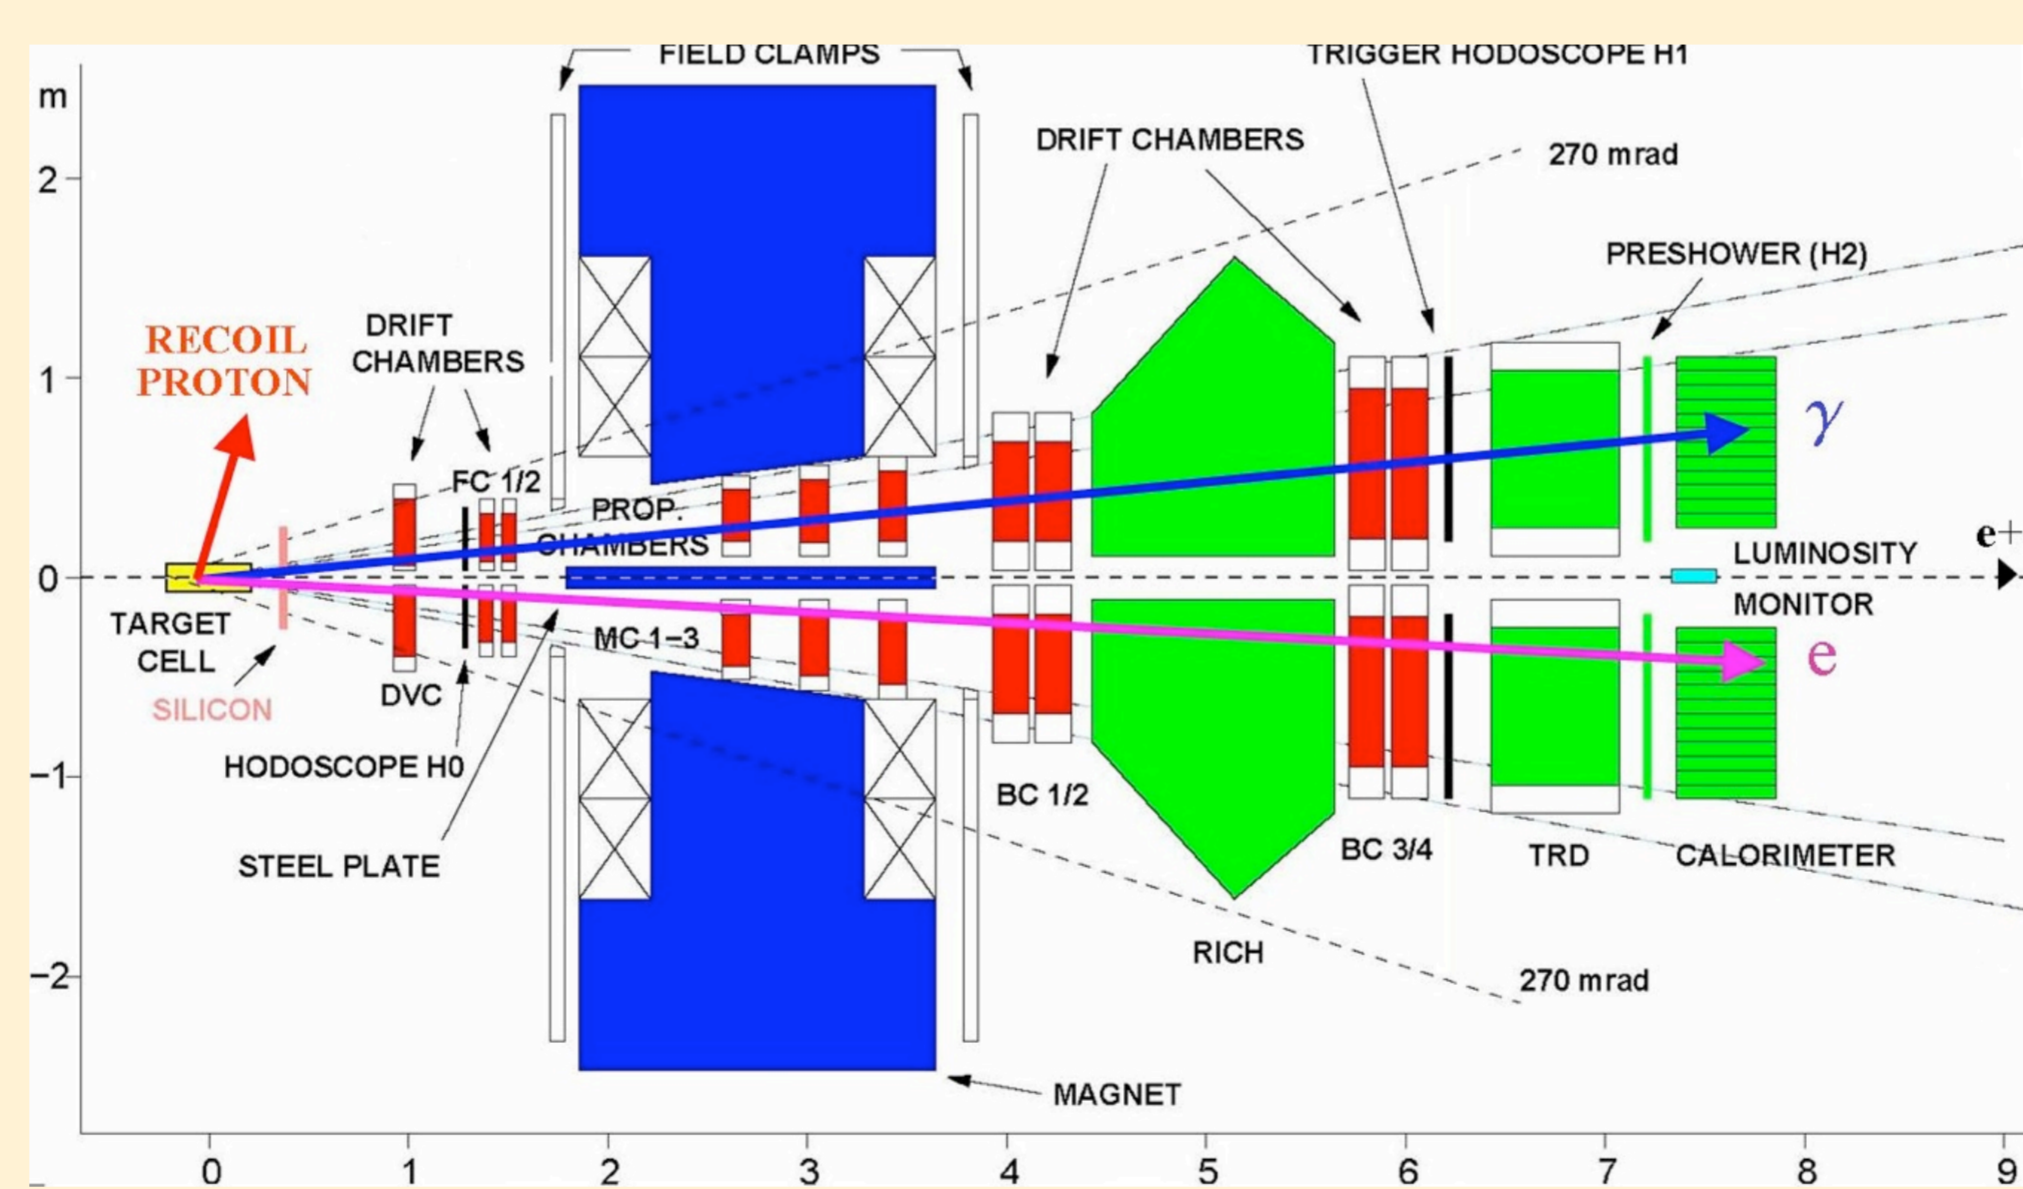 FIELD CLAMPS
TRIGGER HODOSCOPE H1
m
DRIFT CHAMBERS
270 mrad
2
PRESHOWER (H2)
RECOIL
PROTON
DRIFT
CHAMBERS
1
γ
FC 1/2
PROP.
CHAMBERS
e+
LUMINOSITY
0
MONITOR
TARGET
CELL
MC 1–3
e
SILICON
DVC
HODOSCOPE H0
−1
BC 1/2
STEEL PLATE
BC 3/4
TRD
CALORIMETER
RICH
−2
270 mrad
MAGNET
0 1 2 3 4 5 6 7 8 9